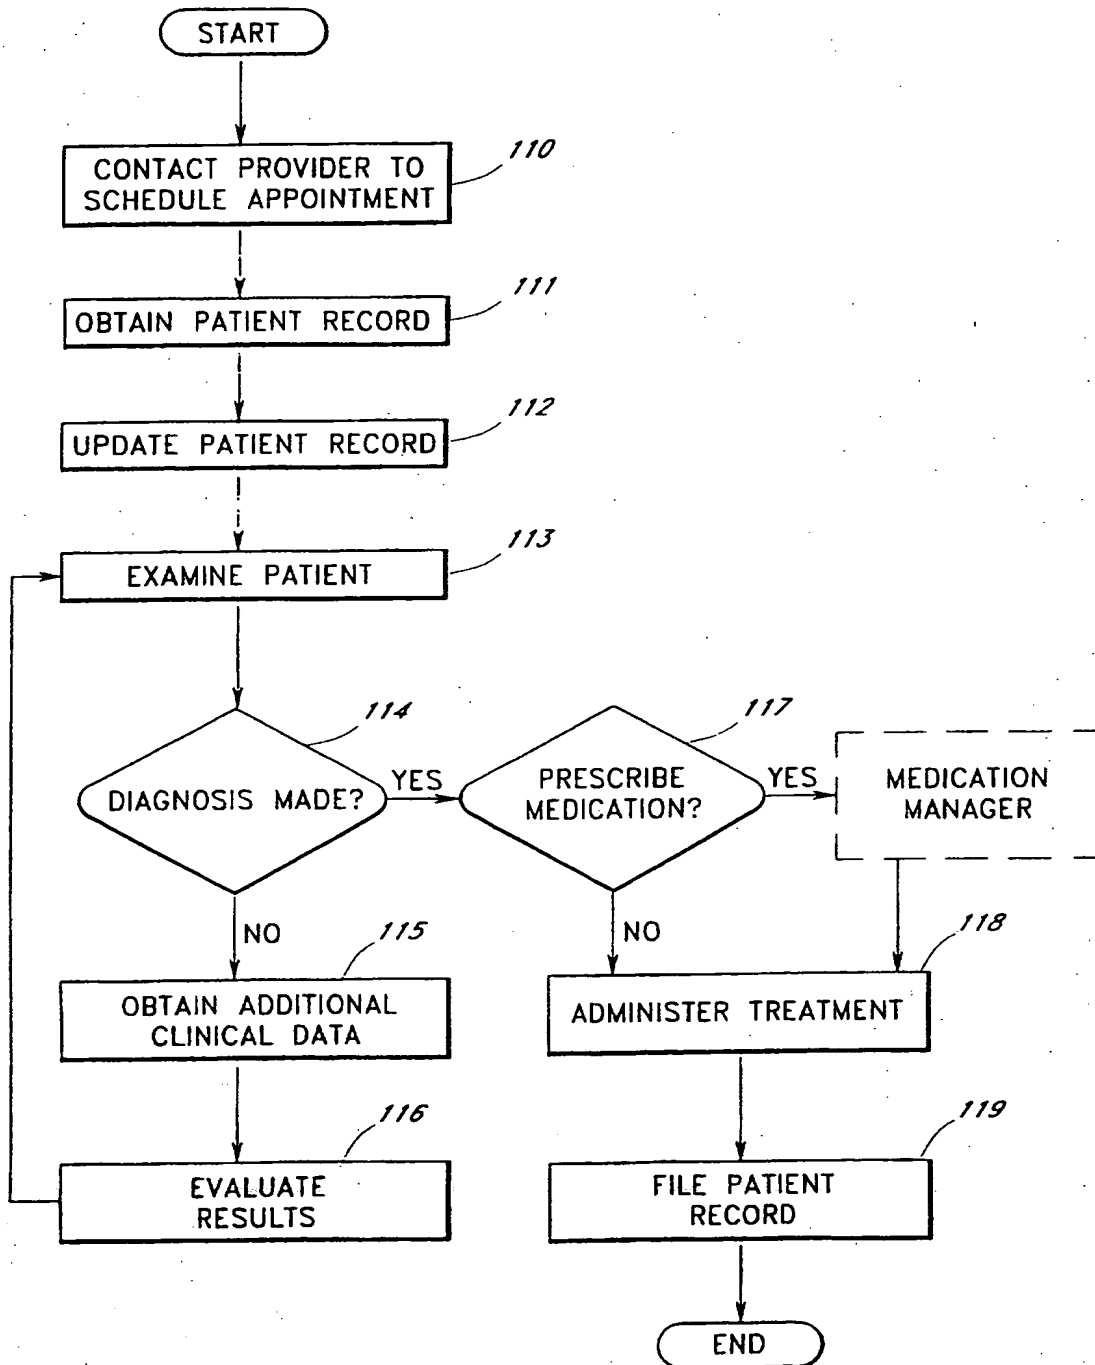 START
110
CONTACT PROVIDER TO
SCHEDULE APPOINTMENT
111
OBTAIN PATIENT RECORD
112
UPDATE PATIENT RECORD
113
EXAMINE PATIENT
114
DIAGNOSIS MADE?
YES
117
PRESCRIBE
MEDICATION?
YES
MEDICATION
MANAGER
NO
115
OBTAIN ADDITIONAL
CLINICAL DATA
NO
118
ADMINISTER TREATMENT
116
EVALUATE
RESULTS
119
FILE PATIENT
RECORD
END